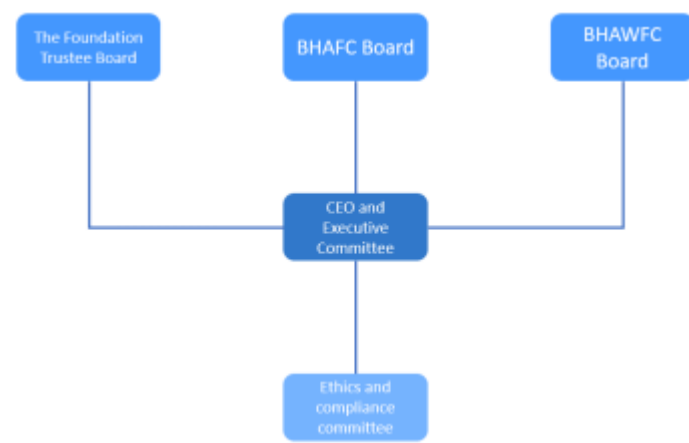 The Foundation
Trustee Board
BHAFC Board
BHAWFC
Board
CEO and
Executive
Committee
Ethics and
compliance
committee